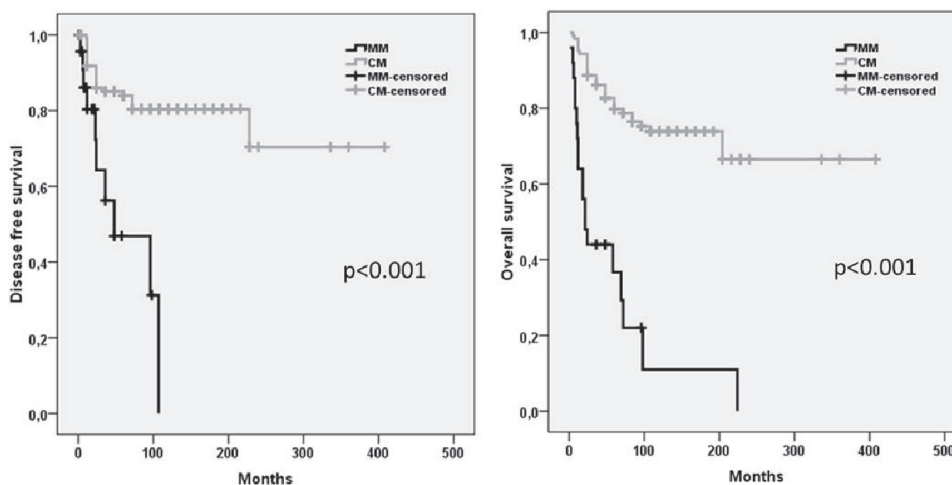 1,0
0,8
0,6
0,4
0,2
0,0
Disease free survival
MM
CM
MM-censored
CM-censored
p<0.001
0 100 200 300 400 500
Months
1,0
0,8
0,6
0,4
0,2
0,0
Overall survival
MM
CM
MM-censored
CM-censored
p<0.001
0 100 200 300 400 500
Months